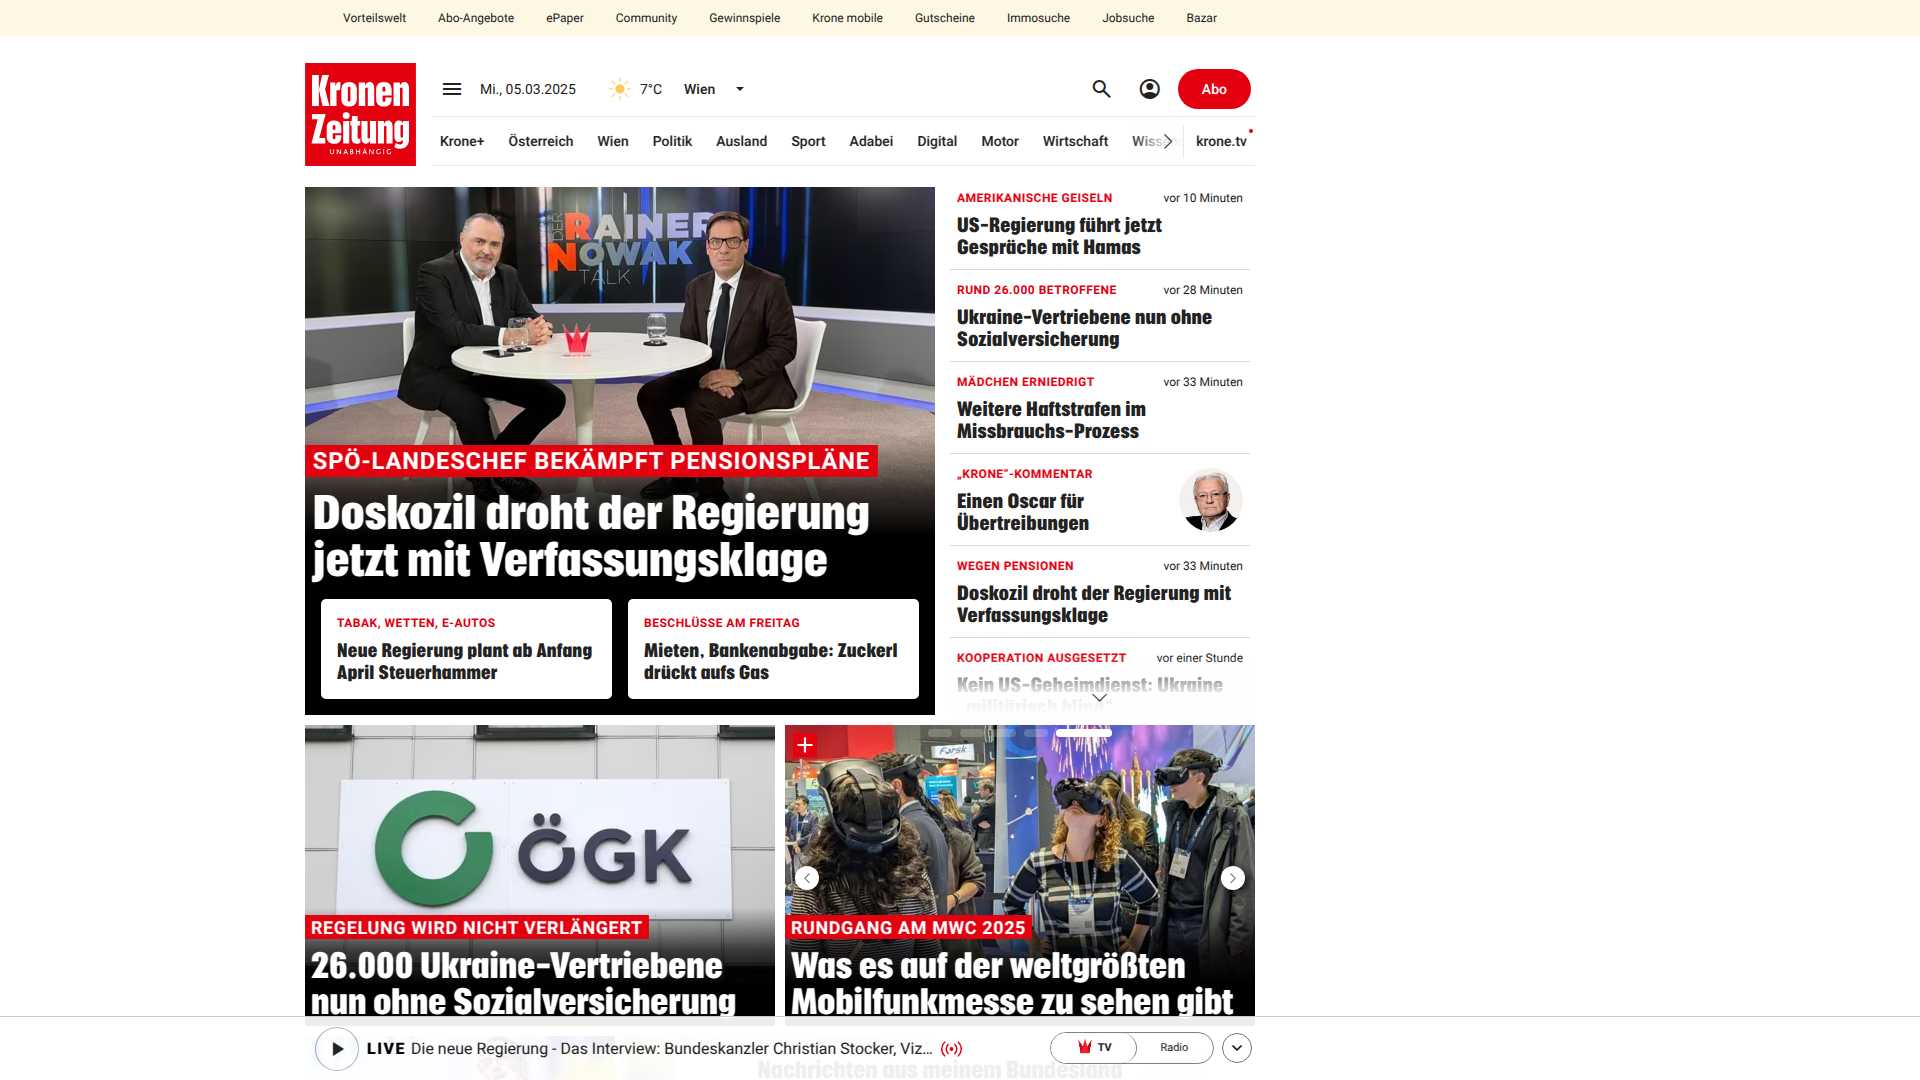 Vorteilswelt Abo-Angebote ePaper Community Gewinnspiele Krone mobile Gutscheine Immosuche Jobsuche Bazar
Kronen
Zeitung
UNABHÄNGIG
Mi., 05.03.2025 7°C Wien
Abo
Krone+ Österreich Wien Politik Ausland Sport Adabei Digital Motor Wirtschaft krone.tv
DER RAINER
NOWAK
TALK
SPÖ-LANDESCHEF BEKÄMPFT PENSIONSPLÄNE
Doskozil droht der Regierung
jetzt mit Verfassungsklage
TABAK, WETTEN, E-AUTOS
Neue Regierung plant ab Anfang
April Steuerhammer
BESCHLÜSSE AM FREITAG
Mieten, Bankenabgabe: Zuckerl
drückt aufs Gas
AMERIKANISCHE GEISELN vor 10 Minuten
US-Regierung führt jetzt
Gespräche mit Hamas
RUND 26.000 BETROFFENE vor 28 Minuten
Ukraine-Vertriebene nun ohne
Sozialversicherung
MÄDCHEN ERNIEDRIGT vor 33 Minuten
Weitere Haftstrafen im
Missbrauchs-Prozess
„KRONE“-KOMMENTAR
Einen Oscar für
Übertreibungen
WEGEN PENSIONEN vor 33 Minuten
Doskozil droht der Regierung mit
Verfassungsklage
KOOPERATION AUSGESETZT vor einer Stunde
Kein US-Geheimdienst: Ukraine
„militärisch blind“
ÖGK
REGELUNG WIRD NICHT VERLÄNGERT
26.000 Ukraine-Vertriebene
nun ohne Sozialversicherung
RUNDGANG AM MWC 2025
Was es auf der weltgrößten
Mobilfunkmesse zu sehen gibt
LIVE Die neue Regierung - Das Interview: Bundeskanzler Christian Stocker, Viz...
TV Radio
Nachrichten aus meinem Bundesland